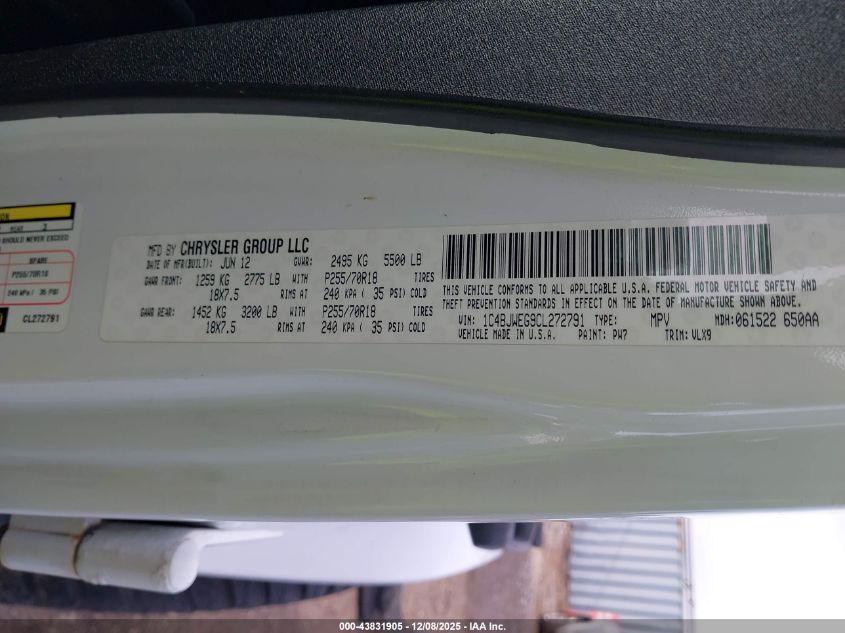 ION
REAR 3
SHOULD NEVER EXCEED
SPARE
P255/70R18
240 kPa / 35 PSI
CL272791
MFD BY CHRYSLER GROUP LLC
DATE OF MFR(BUILT): JUN 12 GVWR: 2495 KG 5500 LB
GAWR FRONT: 1259 KG 2775 LB WITH P255/70R18 TIRES
18X7.5 RIMS AT 240 KPA ( 35 PSI) COLD
GAWR REAR: 1452 KG 3200 LB WITH P255/70R18 TIRES
18X7.5 RIMS AT 240 KPA ( 35 PSI) COLD
THIS VEHICLE CONFORMS TO ALL APPLICABLE U.S.A. FEDERAL MOTOR VEHICLE SAFETY AND
THEFT PREVENTION STANDARDS IN EFFECT ON THE DATE OF MANUFACTURE SHOWN ABOVE.
VIN: 1C4BJWEG9CL272791 TYPE: MPV MDH: 061522 650AA
VEHICLE MADE IN U.S.A. PAINT: PW7 TRIM: VLX9
000-43831905 - 12/08/2025 - IAA Inc.